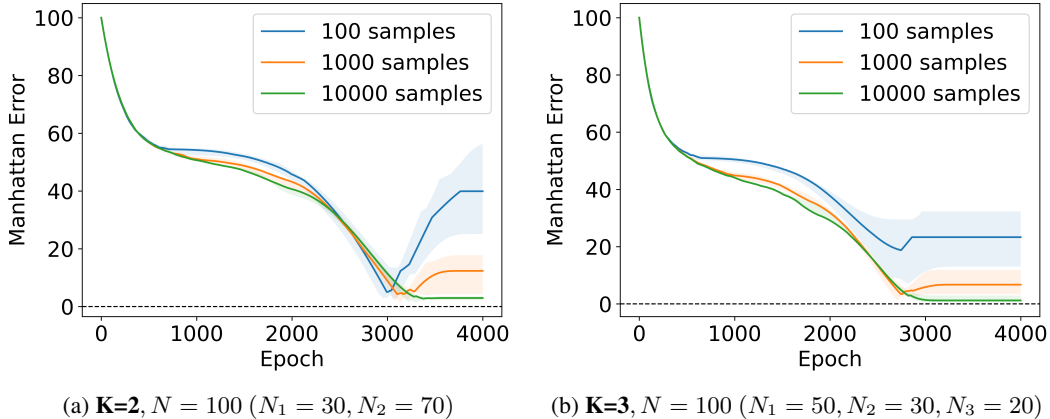 100
80
60
40
20
0
Manhattan Error
100 samples
1000 samples
10000 samples
0 1000 2000 3000 4000
Epoch
(a) K=2, N = 100 (N₁ = 30, N₂ = 70)
100
80
60
40
20
0
Manhattan Error
100 samples
1000 samples
10000 samples
0 1000 2000 3000 4000
Epoch
(b) K=3, N = 100 (N₁ = 50, N₂ = 30, N₃ = 20)